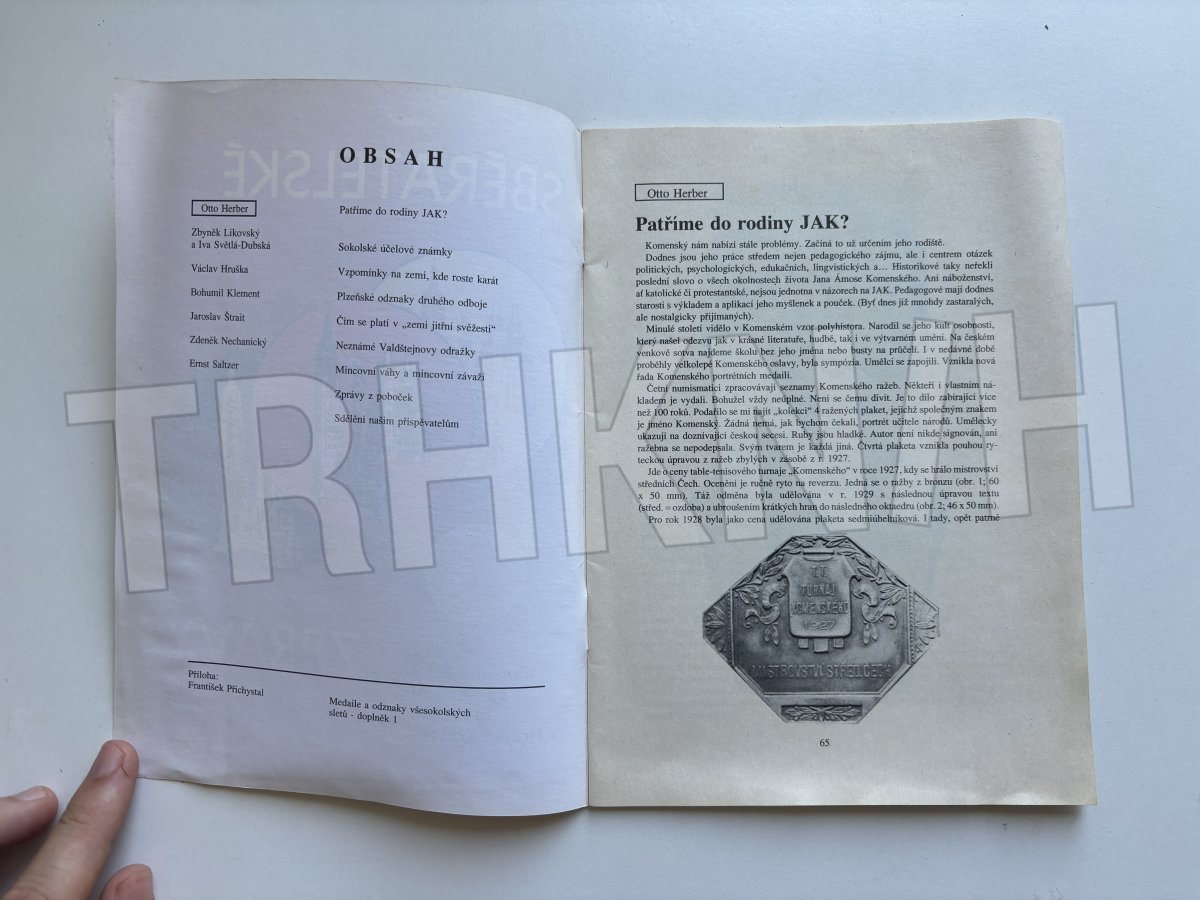 OBSAH
Otto Herber
Patříme do rodiny JAK?
Zbyněk Likovský
a Iva Světlá-Dubská
Sokolské účelové známky
Václav Hruška
Vzpomínky na zemi, kde roste karát
Bohumil Klement
Plzeňské odznaky druhého odboje
Jaroslav Štrait
Čím se platí v „zemi jitřní svěžesti"
Zdeněk Nechanický
Neznámé Valdštejnovy odražky
Ernst Saltzer
Mincovní váhy a mincovní závaží
Zprávy z poboček
Sdělení našim přispěvatelům
Příloha:
František Přichystal
Medaile a odznaky všesokolských
sletů - doplněk 1
SBĚRATELSKÉ
Otto Herber
Patříme do rodiny JAK?
Komenský nám nabízí stále problémy. Začíná to už určením jeho rodiště.
Dodnes jsou jeho práce středem nejen pedagogického zájmu, ale i centrem otázek
politických, psychologických, edukačních, lingvistických a... Historikové taky neřekli
poslední slovo o všech okolnostech života Jana Ámose Komenského. Ani náboženství,
ať katolické či protestantské, nejsou jednotna v názorech na JAK. Pedagogové mají dodnes
starosti s výkladem a aplikací jeho myšlenek a pouček. (Byť dnes již mnohdy zastaralých,
ale nostalgicky přijímaných).
Minulé století vidělo v Komenském vzor polyhistora. Narodil se jeho kult osobnosti,
který našel odezvu jak v krásné literatuře, hudbě, tak i ve výtvarném umění. Na českém
venkově sotva najdeme školu bez jeho jména nebo busty na průčelí. I v nedávné době
proběhly velkolepé Komenského oslavy, byla sympózia. Umělci se zapojili. Vznikla nová
řada Komenského portrétních medailí.
Četní numismatici zpracovávají seznamy Komenského ražeb. Někteří i vlastním ná-
kladem je vydali. Bohužel vždy neúplné. Není se čemu divit. Je to dílo zabírající více
než 100 roků. Podařilo se mi najít „kolekci" 4 ražených plaket, jejichž společným znakem
je jméno Komenský. Žádná nemá, jak bychom čekali, portrét učitele národů. Umělecky
ukazují na doznívající českou secesi. Ruby jsou hladké. Autor není nikde signován, ani
ražebna se nepodepsala. Svým tvarem je každá jiná. Čtvrtá plaketa vznikla pouhou ry-
teckou úpravou z ražeb zbylých v zásobě z r. 1927.
Jde o ceny table-tenisového turnaje „Komenského" v roce 1927, kdy se hrálo mistrovství
středních Čech. Ocenění je ručně ryto na reverzu. Jedná se o ražby z bronzu (obr. 1; 60
x 50 mm). Táž odměna byla udělována v r. 1929 s následnou úpravou textu
(střed. = ozdoba) a ubroušením krátkých hran do následného oktaedru (obr. 2; 46 x 50 mm).
Pro rok 1928 byla jako cena udělována plaketa sedmiúhelníková. I tady, opět patrné
T.T.
TURNAJ
KOMENSKÉHO
1927
MISTROVSTVÍ STŘED. ČECH
65
TRHKNIH